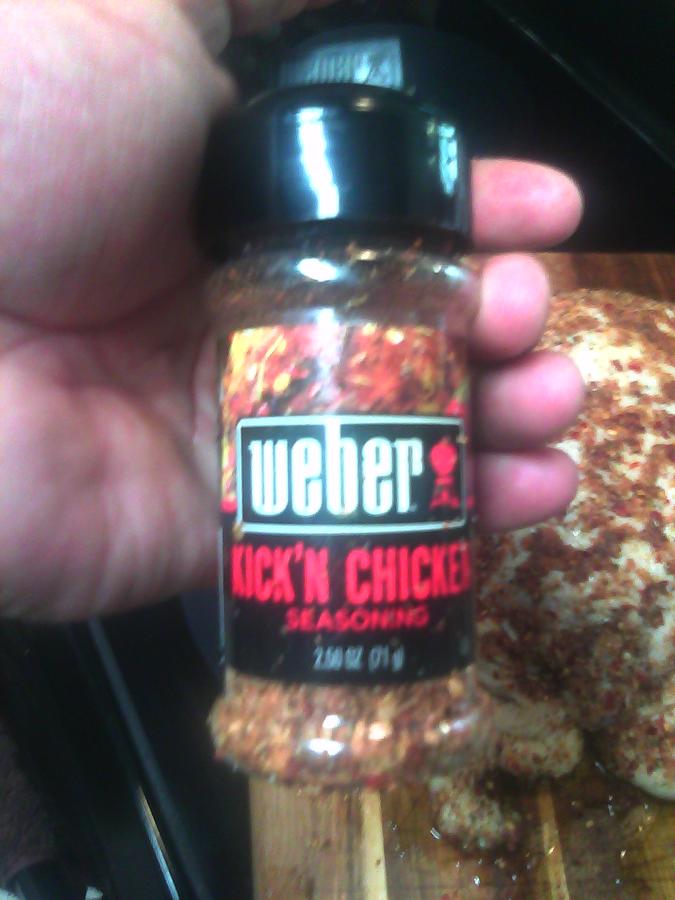 weber
KICK'N CHICKEN
SEASONING
2.50 OZ (71 g)